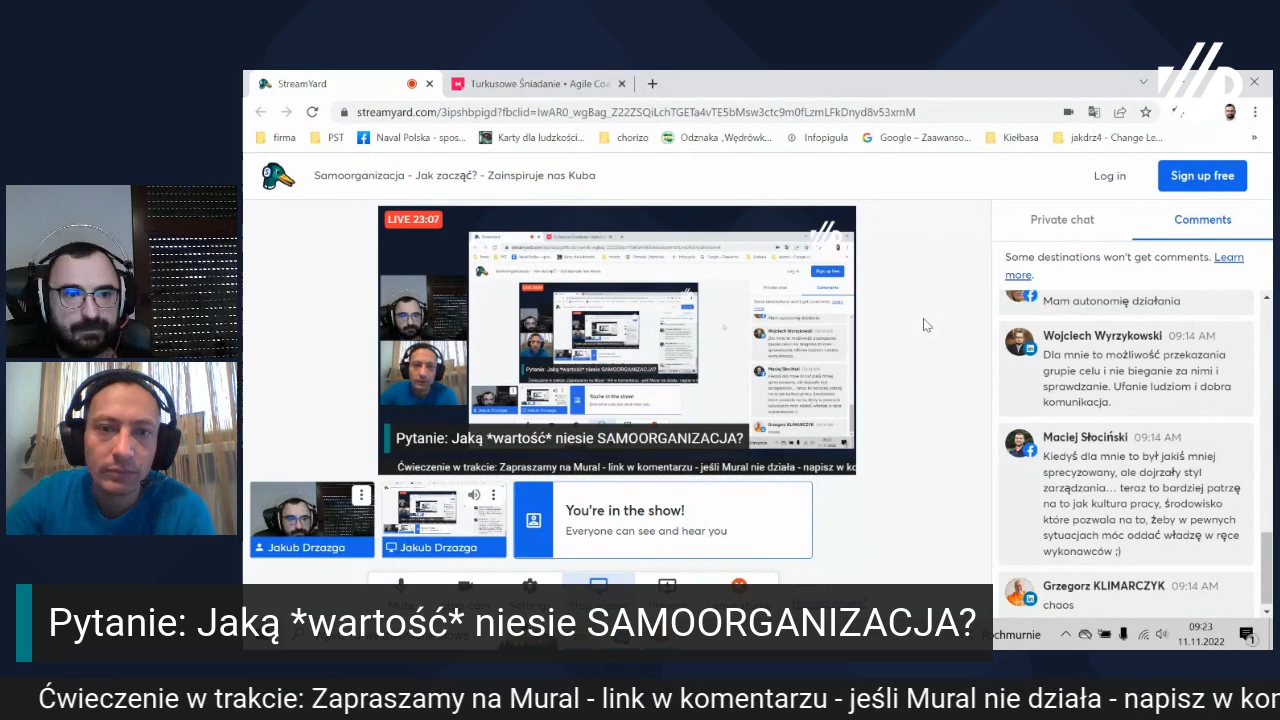 StreamYard
Turkusowe Śniadanie • Agile Coa
streamyard.com/3ipshbpigd?fbclid=IwAR0_wgBag_Z22ZSQiLchTGETa4vTE5bMsw3ctc9m0fLzmLFkDnyd8v53xmM
firma
PST
Naval Polska - spos...
Karty dla ludzkości...
chorizo
Odznaka „Wędrówk...
Infopiguła
Google – Zaawanso...
Kiełbasa
jakdrz4 - Change Le...
»
Samoorganizacja - Jak zacząć? - Zainspiruje nas Kuba
Log in
Sign up free
LIVE 23:07
Pytanie: Jaką *wartość* niesie SAMOORGANIZACJA?
Ćwieczenie w trakcie: Zapraszamy na Mural - link w komentarzu - jeśli Mural nie działa - napisz w ko
Jakub Drzazga
Jakub Drzazga
You're in the show!
Everyone can see and hear you
Private chat
Comments
Some destinations won't get comments. Learn
more.
Mam autonomię działania
Wojciech Wyrzykowski 09:14 AM
Dla mnie to możliwość przekazania
grupie celu i nie bieganie za nimi i
sprawdzanie. Ufanie ludziom i dobra
komunikacja.
Maciej Słociński 09:14 AM
Kiedyś dla mnie to był jakiś mniej
sprecyzowany, ale dojrzały styl
zarządzania... teraz to bardziej patrzę
na to jak kultura pracy, środowisko
które pozwala na to, żeby w pewnych
sytuacjach móc oddać władzę w ręce
wykonawców ;)
Grzegorz KLIMARCZYK 09:14 AM
chaos
Pochmurnie
09:23
11.11.2022
Pytanie: Jaką *wartość* niesie SAMOORGANIZACJA?
Ćwieczenie w trakcie: Zapraszamy na Mural - link w komentarzu - jeśli Mural nie działa - napisz w kor